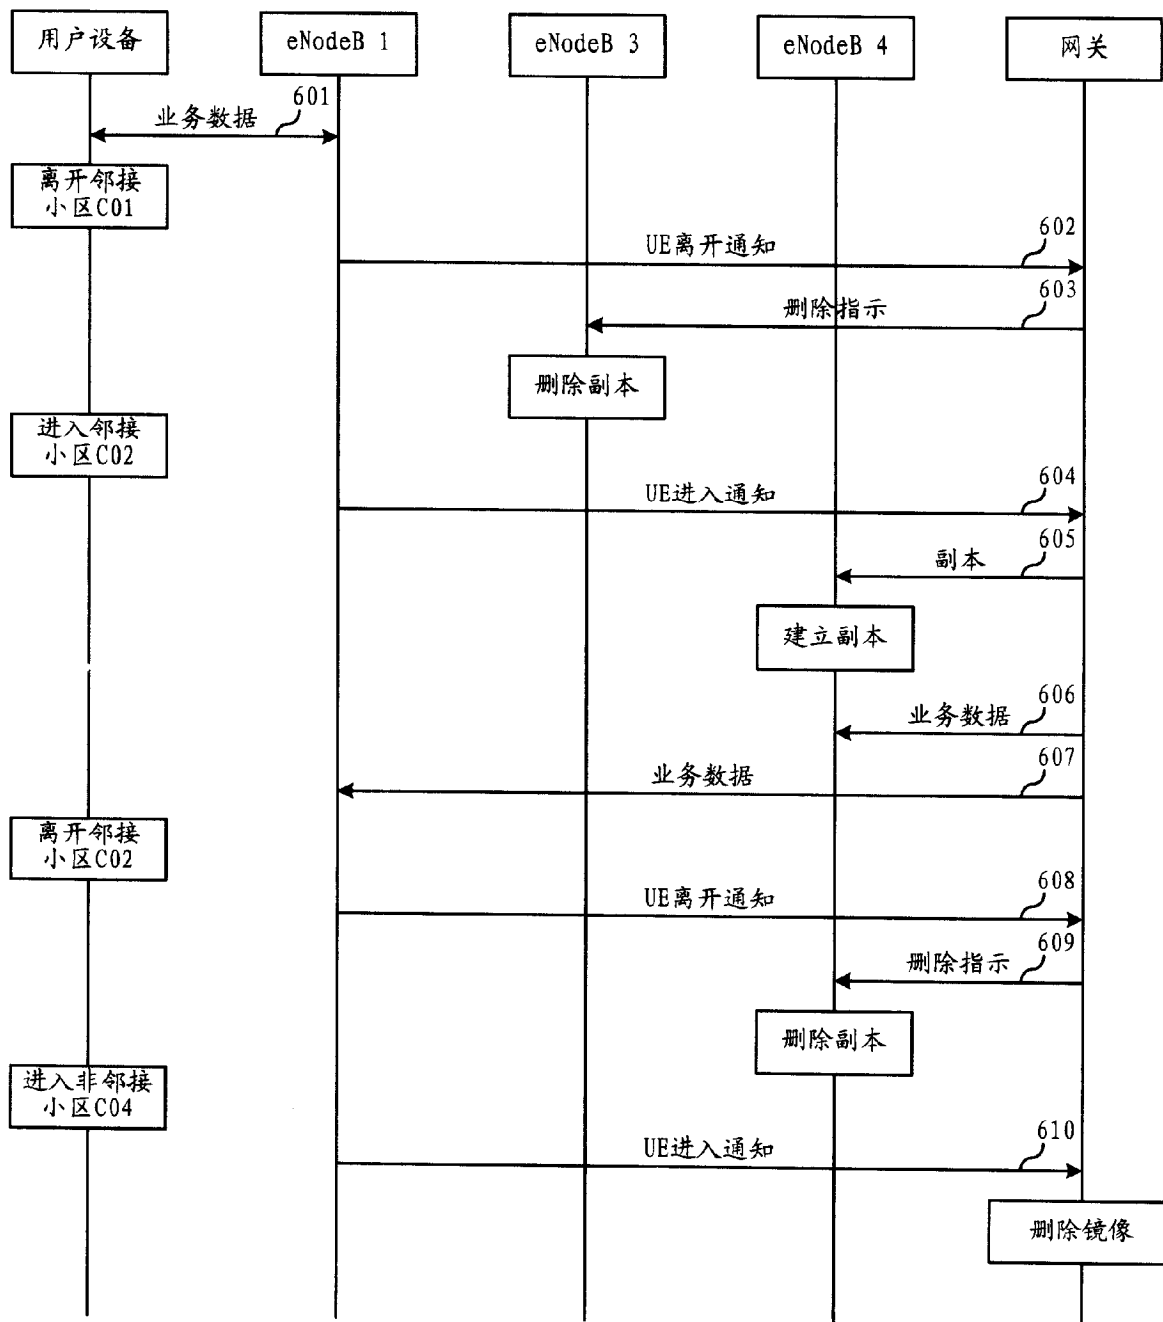 用户设备
eNodeB 1
eNodeB 3
eNodeB 4
网关
业务数据
601
离开邻接
小区C01
UE离开通知
602
删除指示
603
删除副本
进入邻接
小区C02
UE进入通知
604
副本
605
建立副本
业务数据
606
业务数据
607
离开邻接
小区C02
UE离开通知
608
删除指示
609
删除副本
进入非邻接
小区C04
UE进入通知
610
删除镜像